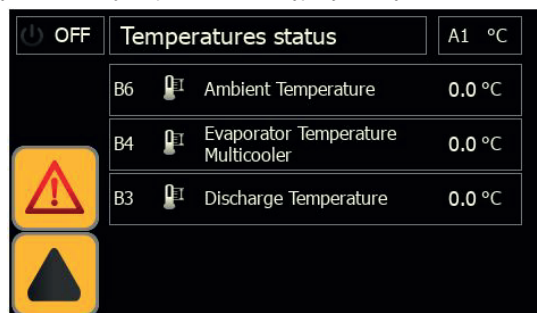 OFF Temperatures status A1 °C
B6 Ambient Temperature 0.0 °C
B4 Evaporator Temperature Multicooler 0.0 °C
B3 Discharge Temperature 0.0 °C